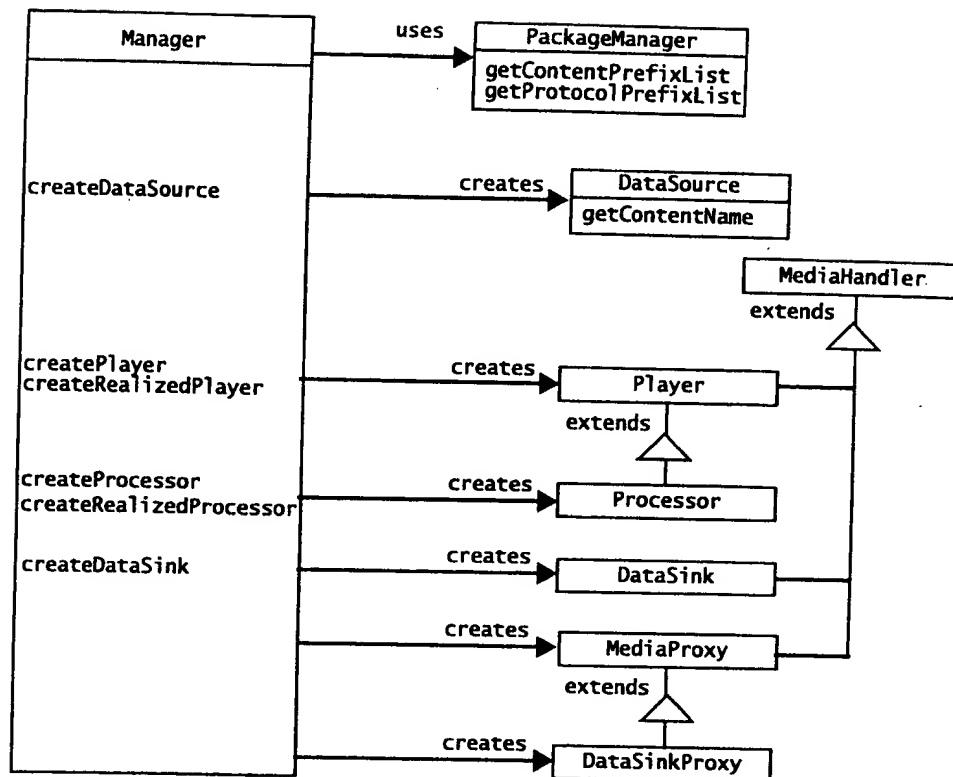 Manager
uses
PackageManager
getContentPrefixList
getProtocolPrefixList
createDataSource
creates
DataSource
getContentName
MediaHandler
extends
createPlayer
createRealizedPlayer
creates
Player
extends
createProcessor
createRealizedProcessor
creates
Processor
createDataSink
creates
DataSink
creates
MediaProxy
extends
creates
DataSinkProxy